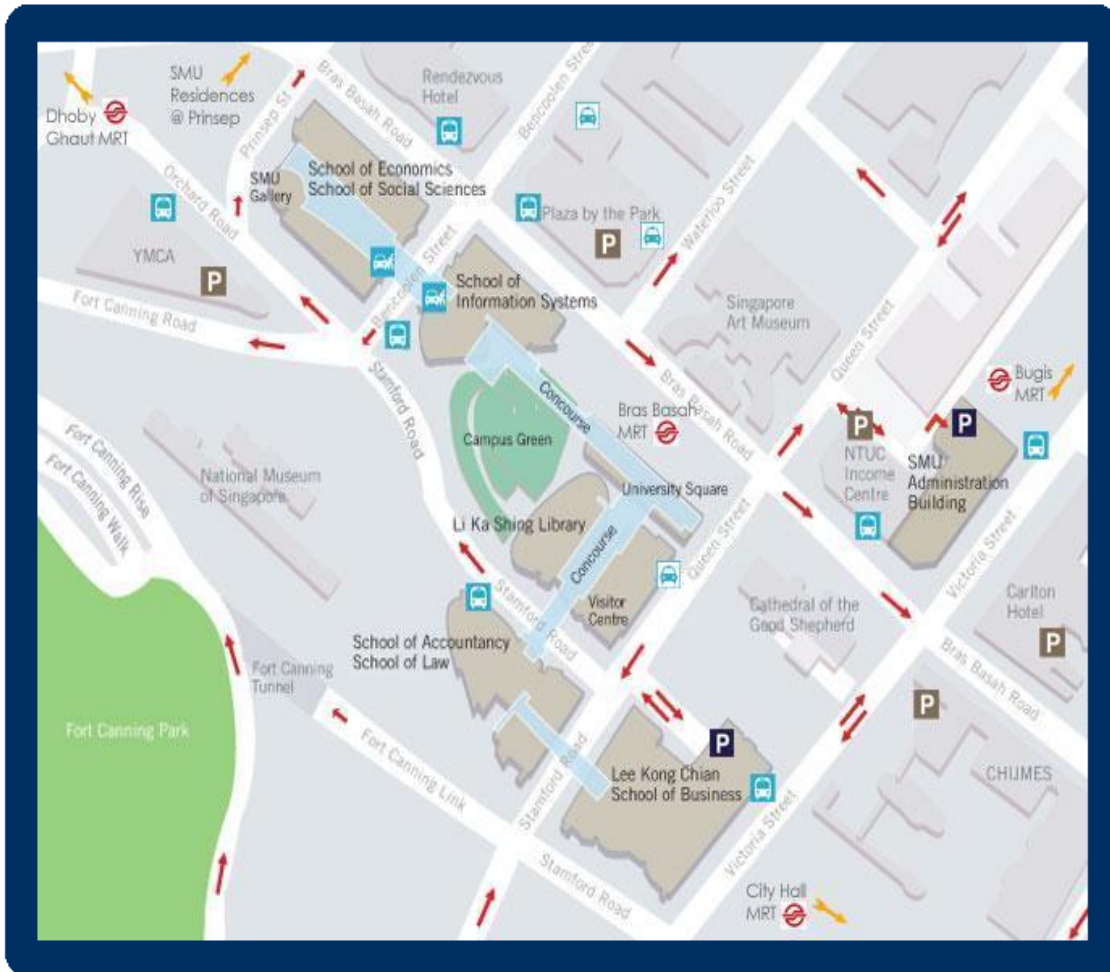 SMU
Residences
@ Prinsep
Dhoby
Ghaut MRT
Prinsep St
Bras Basah Road
Rendezvous
Hotel
Bencoolen Street
Orchard Road
SMU
Gallery
School of Economics
School of Social Sciences
Plaza by the Park
P
Waterloo Street
YMCA
P
Bencoolen Street
School of
Information Systems
Fort Canning Road
Singapore
Art Museum
Queen Street
Bugis
MRT
Stamford Road
Concourse
Bras Basah
MRT
Bras Basah Road
P
P
NTUC
Income
Centre
SMU
Administration
Building
Campus Green
Fort Canning Rise
Fort Canning Walk
National Museum
of Singapore
University Square
Li Ka Shing Library
Concourse
Queen Street
Victoria Street
Stamford Road
Visitor
Centre
Cathedral of the
Good Shepherd
Carlton
Hotel
P
School of Accountancy
School of Law
Fort Canning
Tunnel
Bras Basah Road
P
Fort Canning Park
Fort Canning Link
P
Stamford Road
Lee Kong Chian
School of Business
CHIJMES
Victoria Street
Stamford Road
City Hall
MRT